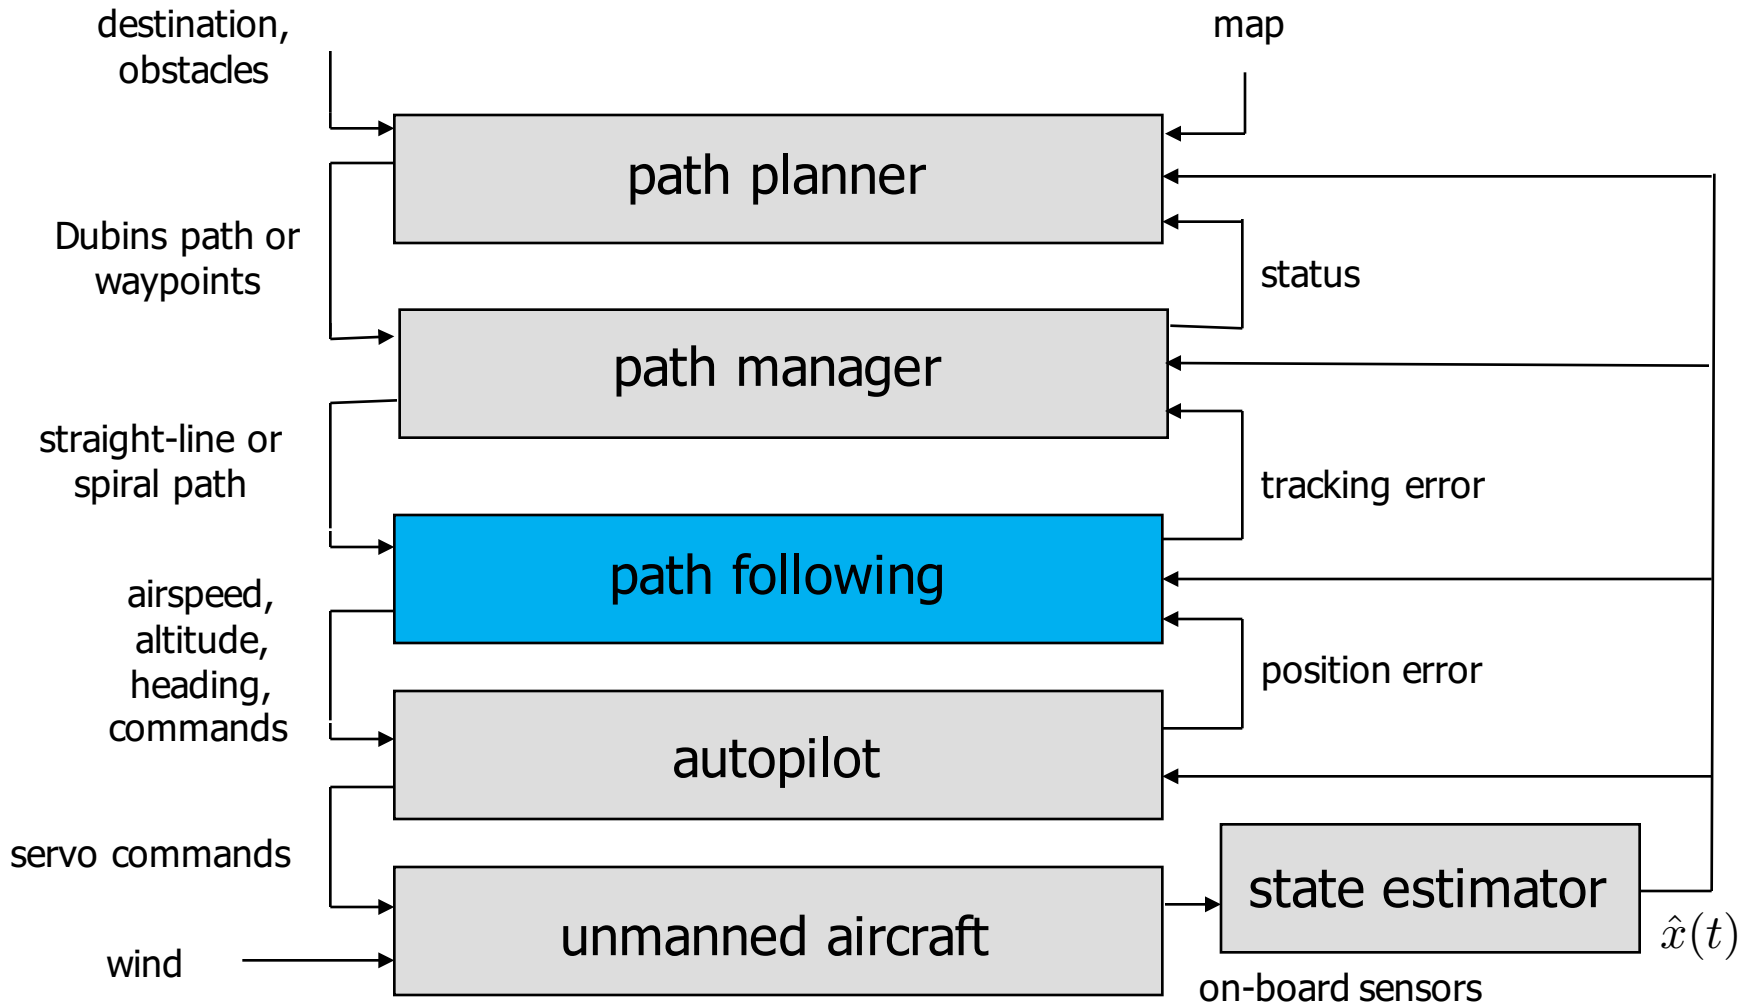 destination,
obstacles
map
path planner
Dubins path or
waypoints
status
path manager
straight-line or
spiral path
tracking error
path following
airspeed,
altitude,
heading,
commands
position error
autopilot
servo commands
state estimator
unmanned aircraft
x̂(t)
wind
on-board sensors